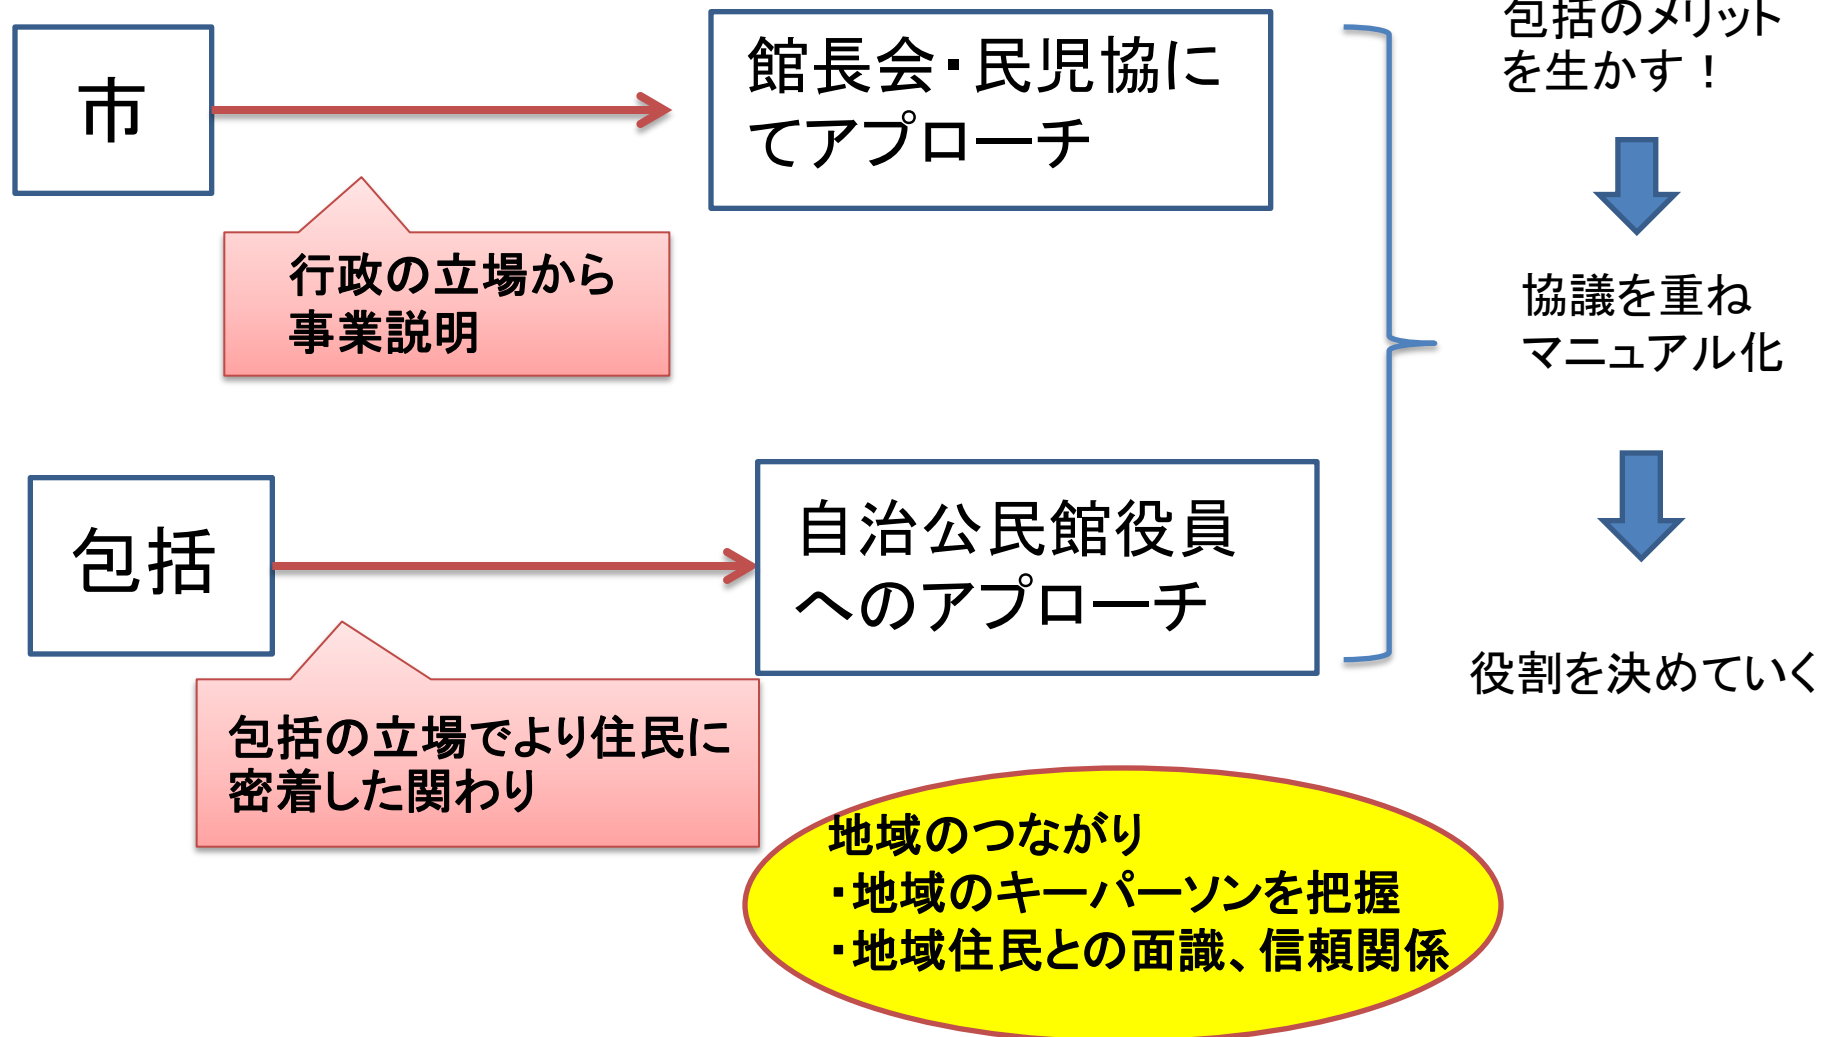 市
館長会・民児協に
てアプローチ
行政の立場から
事業説明
包括
自治公民館役員
へのアプローチ
包括の立場でより住民に
密着した関わり
地域のつながり
・地域のキーパーソンを把握
・地域住民との面識、信頼関係
包括のメリット
を生かす！
協議を重ね
マニュアル化
役割を決めていく